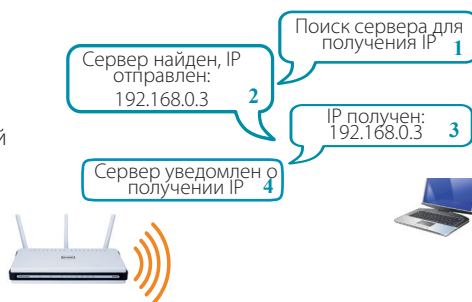 Поиск сервера для
получения IP
1
Сервер найден, IP
отправлен:
192.168.0.3
2
IP получен:
192.168.0.3
3
й
Сервер уведомлен о
получении IP
4